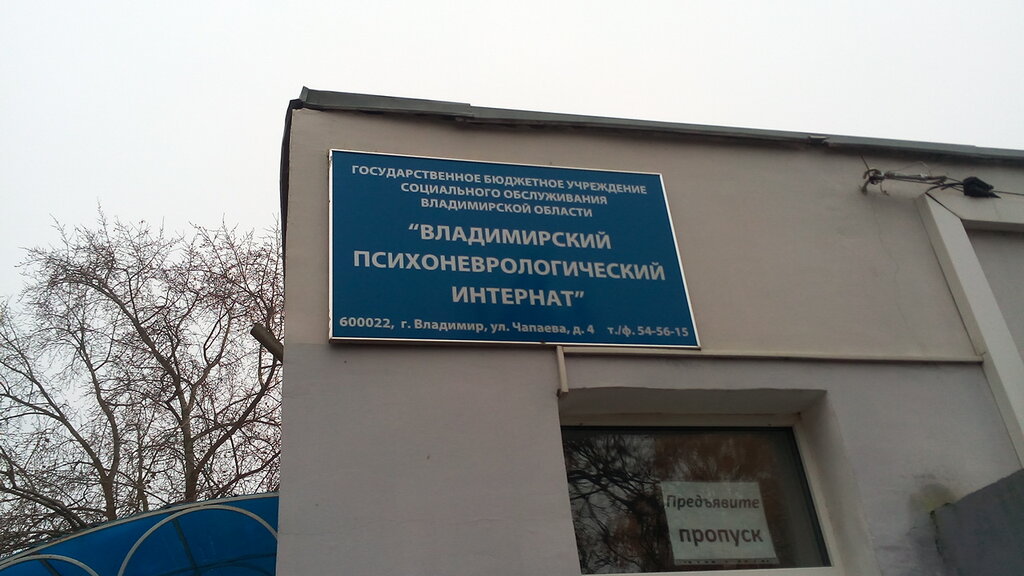 ГОСУДАРСТВЕННОЕ БЮДЖЕТНОЕ УЧРЕЖДЕНИЕ
СОЦИАЛЬНОГО ОБСЛУЖИВАНИЯ
ВЛАДИМИРСКОЙ ОБЛАСТИ
“ВЛАДИМИРСКИЙ
ПСИХОНЕВРОЛОГИЧЕСКИЙ
ИНТЕРНАТ”
600022, г. Владимир, ул. Чапаева, д. 4 т./ф. 54-56-15
Предъявите
пропуск